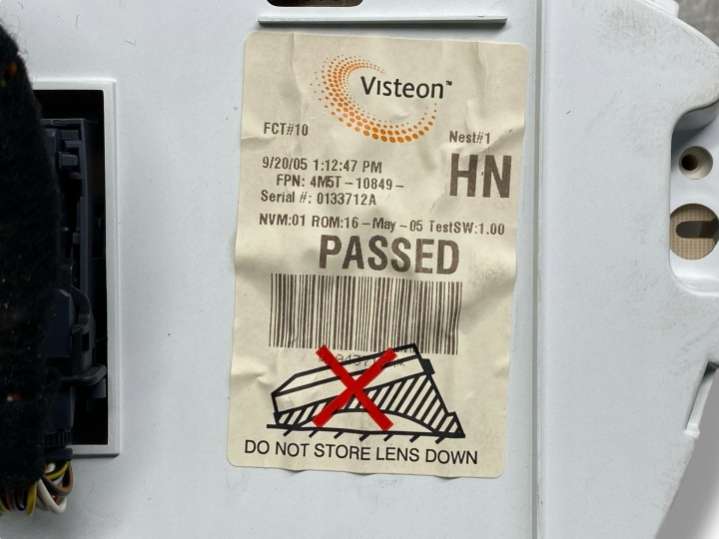 Visteon™
FCT#10
Nest#1
9/20/05 1:12:47 PM
HN
FPN: 4M5T-10849-
Serial #: 0133712A
NVM:01 ROM:16-May-05 TestSW:1.00
PASSED
DO NOT STORE LENS DOWN